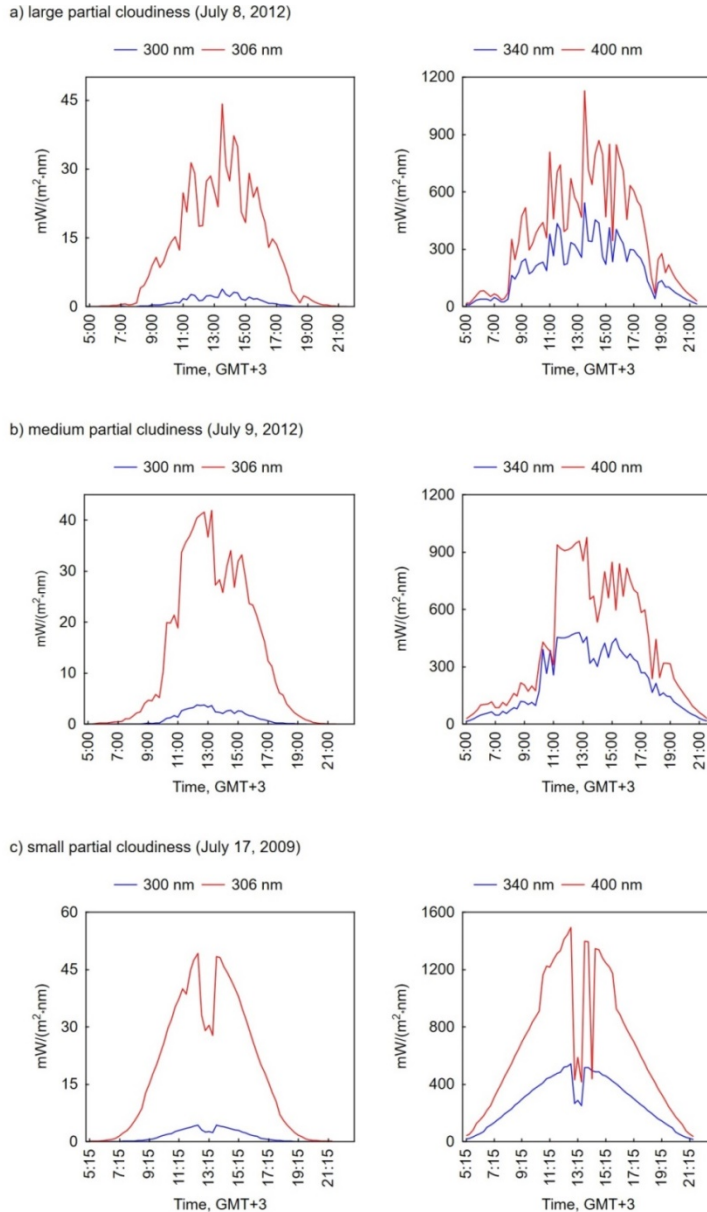 a) large partial cloudiness (July 8, 2012)
300 nm 306 nm
340 nm 400 nm
45
30
15
0
mW/(m²·nm)
5:00 7:00 9:00 11:00 13:00 15:00 17:00 19:00 21:00
Time, GMT+3
1200
900
600
300
0
mW/(m²·nm)
5:00 7:00 9:00 11:00 13:00 15:00 17:00 19:00 21:00
Time, GMT+3
b) medium partial cludiness (July 9, 2012)
300 nm 306 nm
340 nm 400 nm
40
30
20
10
0
mW/(m²·nm)
5:00 7:00 9:00 11:00 13:00 15:00 17:00 19:00 21:00
Time, GMT+3
1200
900
600
300
0
mW/(m²·nm)
5:00 7:00 9:00 11:00 13:00 15:00 17:00 19:00 21:00
Time, GMT+3
c) small partial cloudiness (July 17, 2009)
300 nm 306 nm
340 nm 400 nm
60
45
30
15
0
mW/(m²·nm)
5:15 7:15 9:15 11:15 13:15 15:15 17:15 19:15 21:15
Time, GMT+3
1600
1200
800
400
0
mW/(m²·nm)
5:15 7:15 9:15 11:15 13:15 15:15 17:15 19:15 21:15
Time, GMT+3